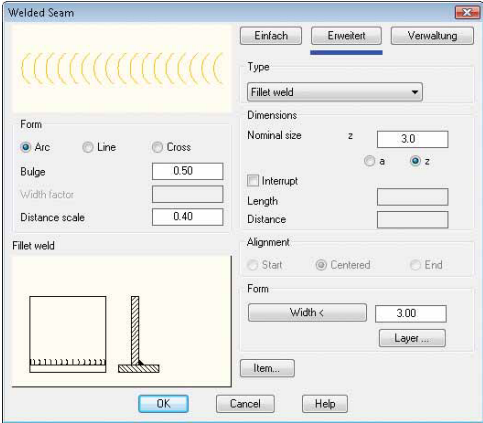 Welded Seam
Einfach Erweitert Verwaltung
Type
Fillet weld
Form
Arc Line Cross
Bulge 0.50
Width factor
Distance scale 0.40
Dimensions
Nominal size z 3.0
a z
Interrupt
Length
Distance
Fillet weld
Alignment
Start Centered End
Form
Width < 3.00
Layer ...
Item...
OK Cancel Help